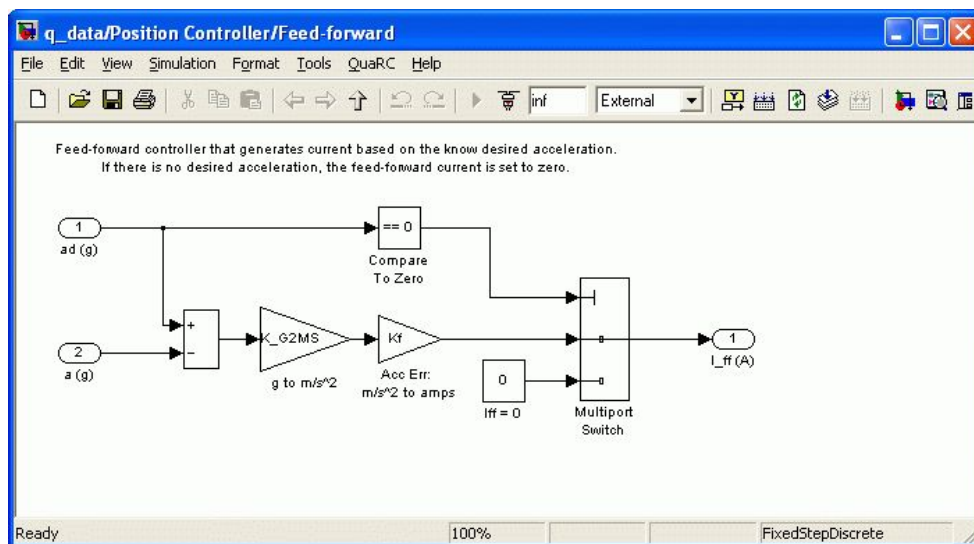 q_data/Position Controller/Feed-forward
File Edit View Simulation Format Tools QuaRC Help
inf External
Feed-forward controller that generates current based on the know desired acceleration.
If there is no desired acceleration, the feed-forward current is set to zero.
1
ad (g)
== 0
Compare
To Zero
+
−
2
a (g)
K_G2MS
g to m/s^2
Kf
Acc Err:
m/s^2 to amps
0
Iff = 0
Multiport
Switch
1
I_ff (A)
Ready 100% FixedStepDiscrete